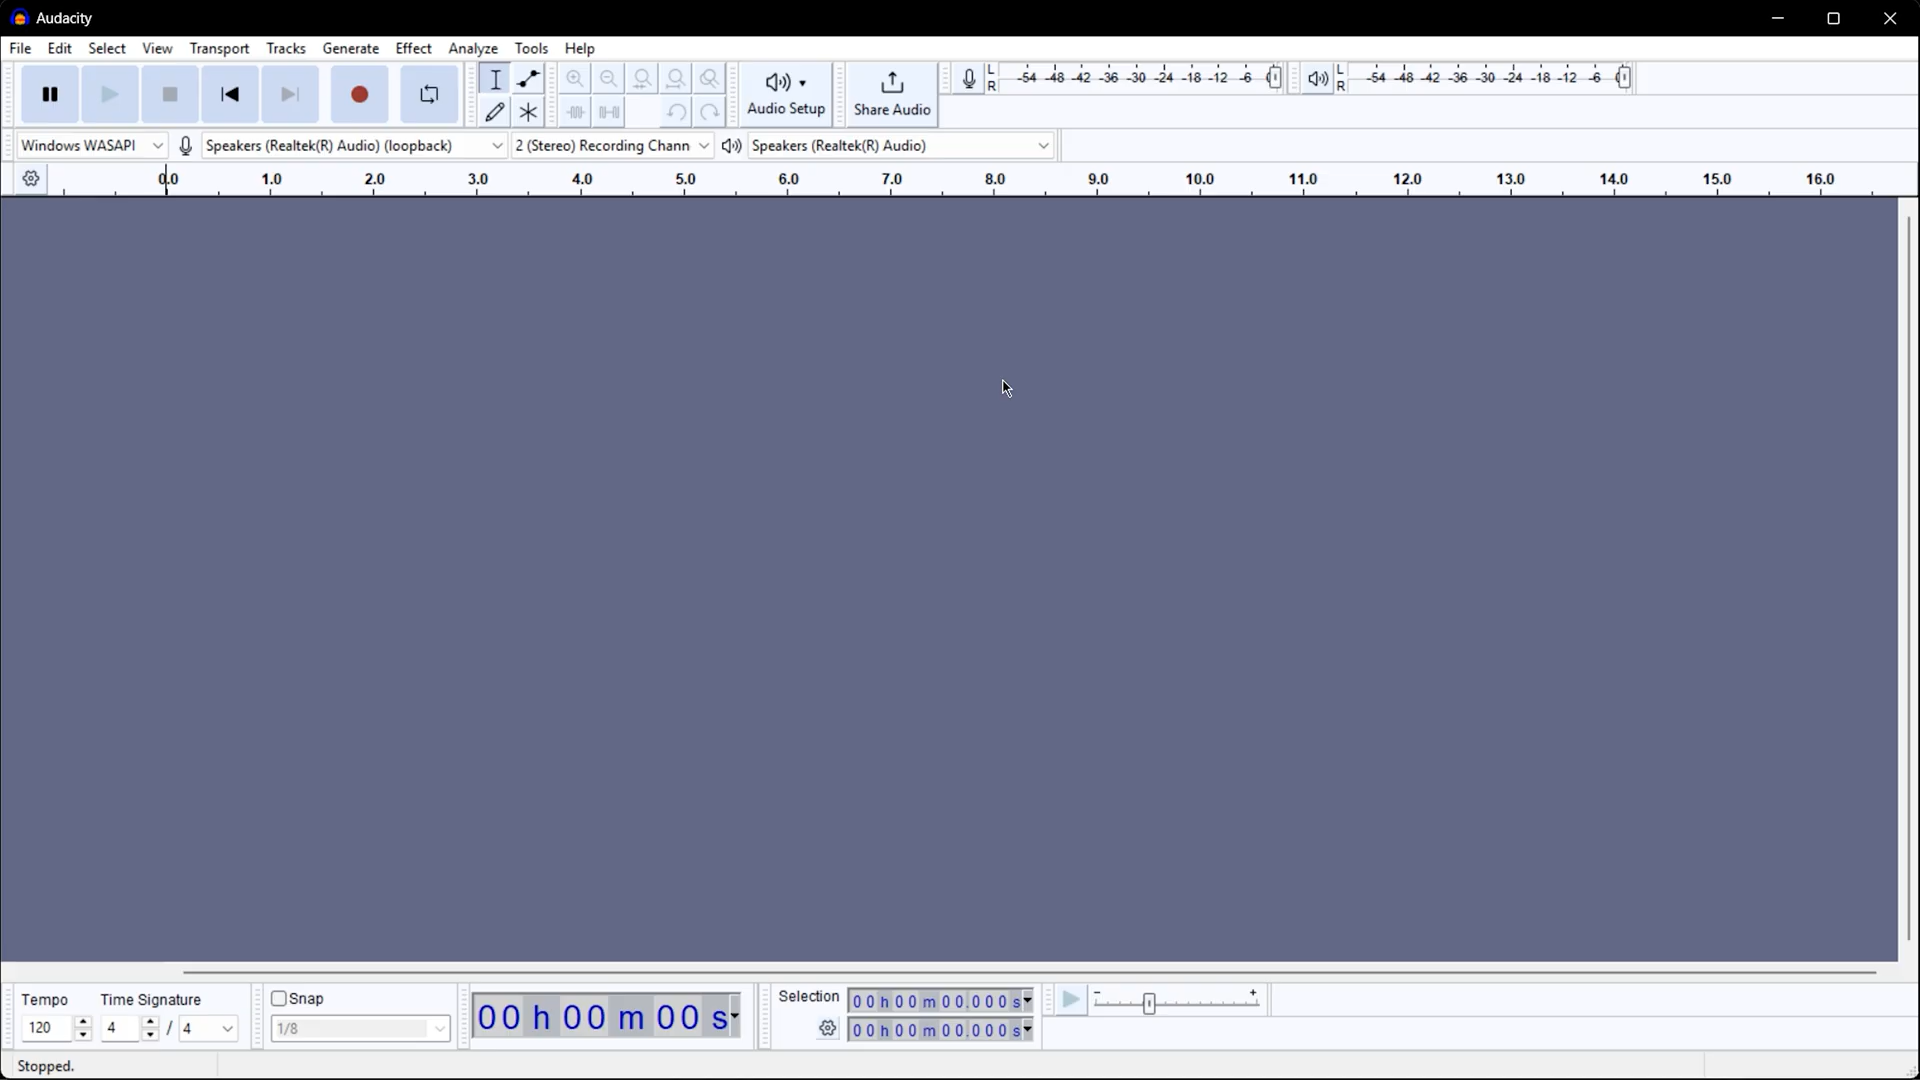 Audacity
File Edit Select View Transport Tracks Generate Effect Analyze Tools Help
Audio Setup
Share Audio
L
R
-54 -48 -42 -36 -30 -24 -18 -12 -6 0
L
R
-54 -48 -42 -36 -30 -24 -18 -12 -6 0
Windows WASAPI
Speakers (Realtek(R) Audio) (loopback)
2 (Stereo) Recording Chann
Speakers (Realtek(R) Audio)
0.0 1.0 2.0 3.0 4.0 5.0 6.0 7.0 8.0 9.0 10.0 11.0 12.0 13.0 14.0 15.0 16.0
Tempo
Time Signature
120
4 / 4
Snap
1/8
00 h 00 m 00 s
Selection
00 h 00 m 00.000 s
00 h 00 m 00.000 s
- +
Stopped.